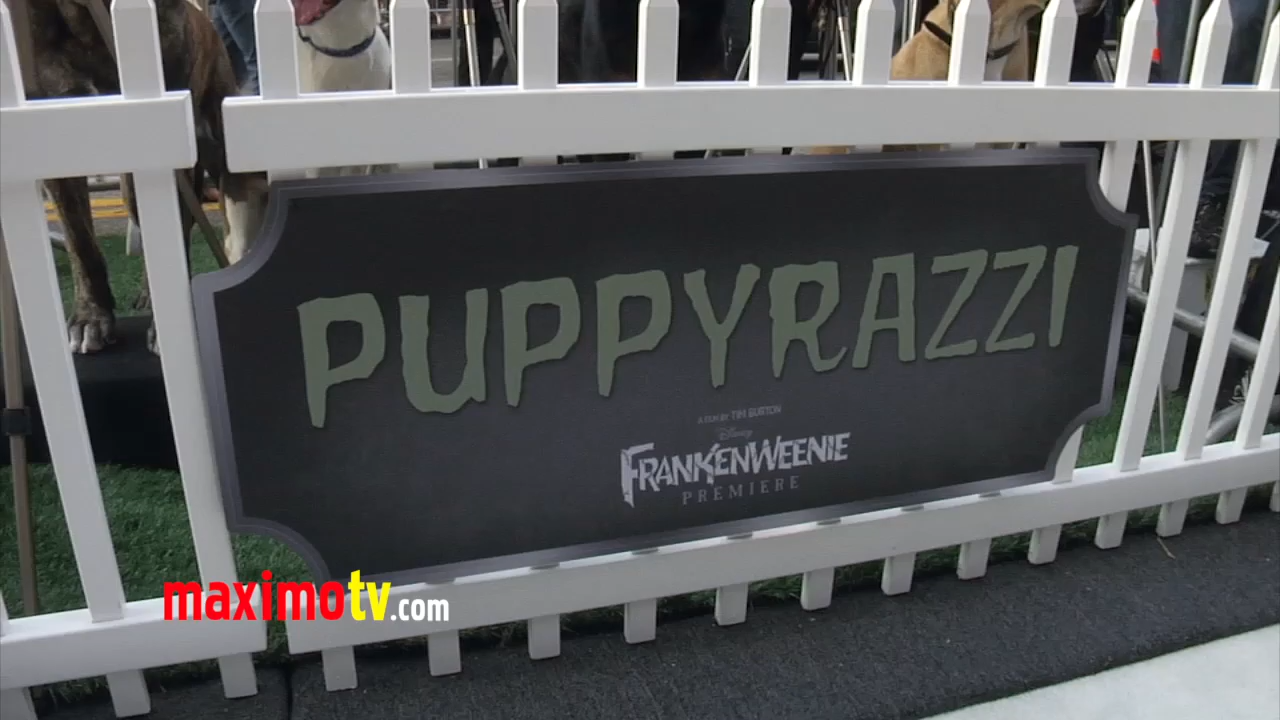 PUPPYRAZZI
A FILM BY TIM BURTON
Disney
FRANKENWEENIE
PREMIERE
maximotv.com